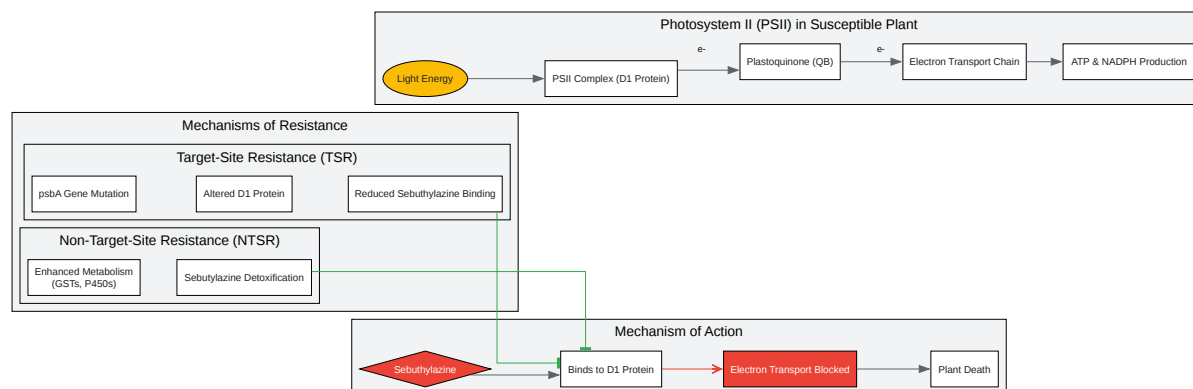 Photosystem II (PSII) in Susceptible Plant
Light Energy
PSII Complex (D1 Protein)
e-
Plastoquinone (QB)
e-
Electron Transport Chain
ATP & NADPH Production
Mechanisms of Resistance
Target-Site Resistance (TSR)
psbA Gene Mutation
Altered D1 Protein
Reduced Sebuthylazine Binding
Non-Target-Site Resistance (NTSR)
Enhanced Metabolism
(GSTs, P450s)
Sebutylazine Detoxification
Mechanism of Action
Sebuthylazine
Binds to D1 Protein
Electron Transport Blocked
Plant Death